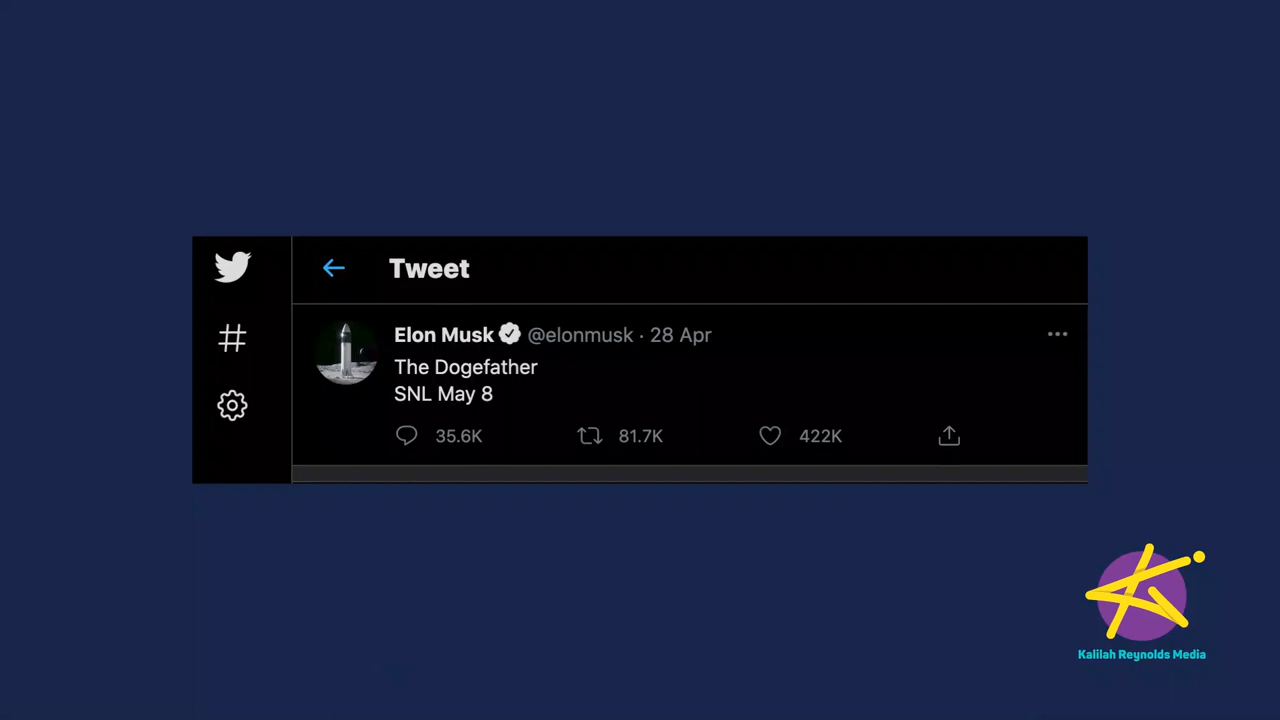 Tweet
Elon Musk @elonmusk · 28 Apr
The Dogefather
SNL May 8
35.6K 81.7K 422K
Kalilah Reynolds Media